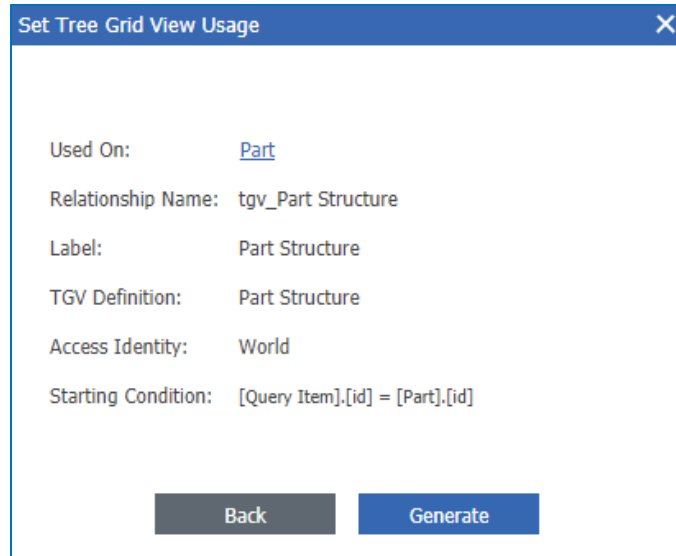 Set Tree Grid View Usage
Used On: Part
Relationship Name: tgv_Part Structure
Label: Part Structure
TGV Definition: Part Structure
Access Identity: World
Starting Condition: [Query Item].[id] = [Part].[id]
Back Generate